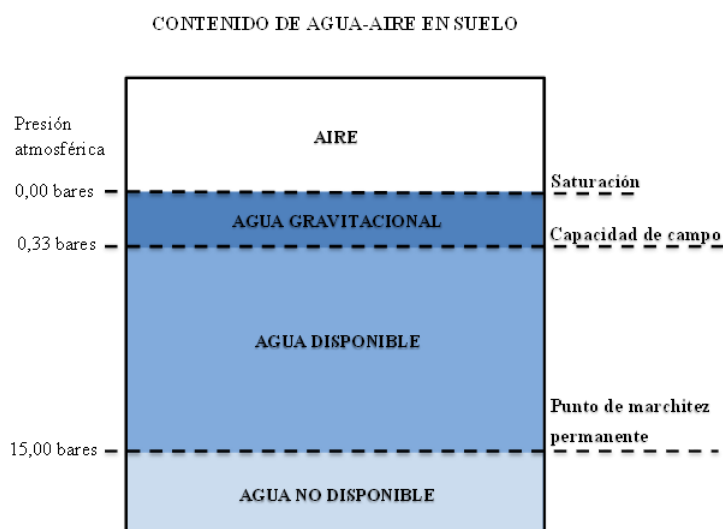 CONTENIDO DE AGUA-AIRE EN SUELO
Presión
atmosférica
AIRE
0,00 bares
Saturación
AGUA GRAVITACIONAL
0,33 bares
Capacidad de campo
AGUA DISPONIBLE
Punto de marchitez
permanente
15,00 bares
AGUA NO DISPONIBLE